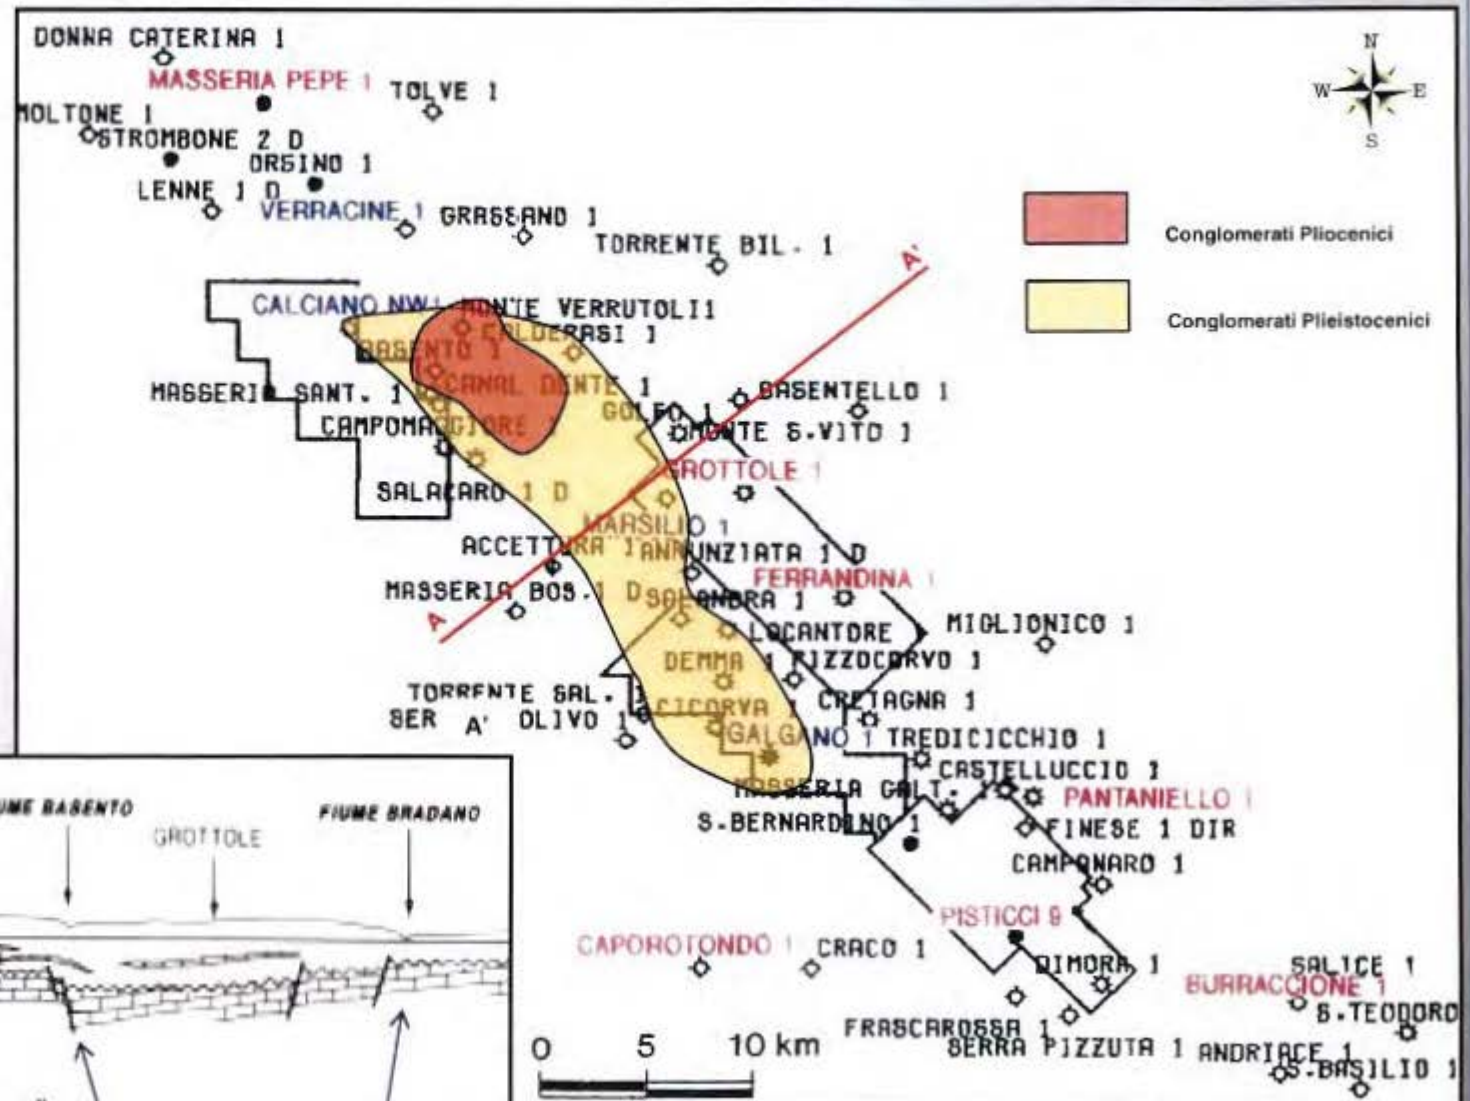 DONNA CATERINA 1
MASSERIA PEPE 1
TOLVE 1
MOLTONE 1
STROMBONE 2 D
ORSINO 1
LENNE 1 D
VERRACINE 1
GRASSANO 1
TORRENTE BIL. 1
N
W
E
S
Conglomerati Pliocenici
Conglomerati Plieistocenici
A'
CALCIANO NW1
MONTE VERRUTOLI1
CALDERASI 1
BASENTO 1
MASSERIA SANT. 1
CANAL DENTE 1
BASENTELLO 1
GOLFO 1
CAMPOMAGGIORE 1
MONTE S.VITO 1
GROTTOLE 1
SALACARO 1 D
MARSILIO 1
ACCETTURA 1
ANNUNZIATA 1 D
FERRANDINA 1
MASSERIA BOS.1 D
SALANDRA 1
A
LOCANTORE
MIGLIONICO 1
DEMMA 1
PIZZOCORVO 1
TORRENTE SAL. 1
CICORVA 1
CRETAGNA 1
SER A' OLIVO 1
GALGANO 1
TREDICICCHIO 1
CASTELLUCCIO 1
MASSERIA GALT. 1
PANTANIELLO 1
S.BERNARDINO 1
FINESE 1 DIR
CAMPANARO 1
PISTICCI 9
CAPOROTONDO 1
CRACO 1
DIMORA 1
SALICE 1
BURRACCIONE 1
S.TEODORO
FRASCAROSSA 1
SERRA PIZZUTA 1
ANDRIACE 1
S.BASILIO 1
UME BASENTO
GROTTOLE
FIUME BRADANO
0 5 10 km